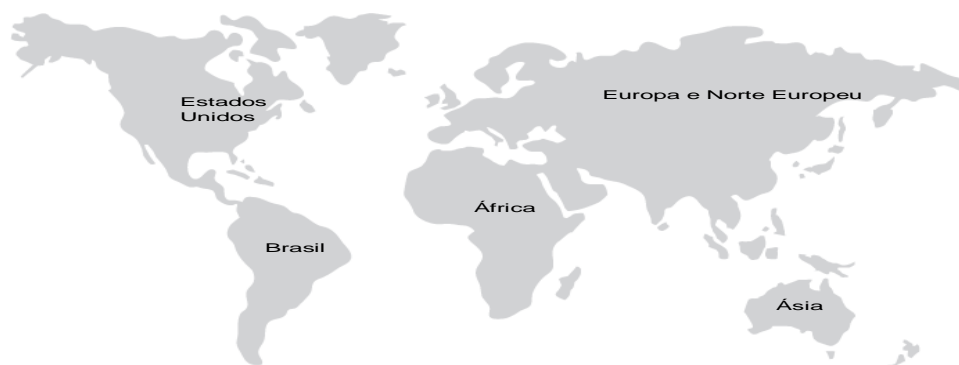 Estados
Unidos
Europa e Norte Europeu
África
Brasil
Ásia